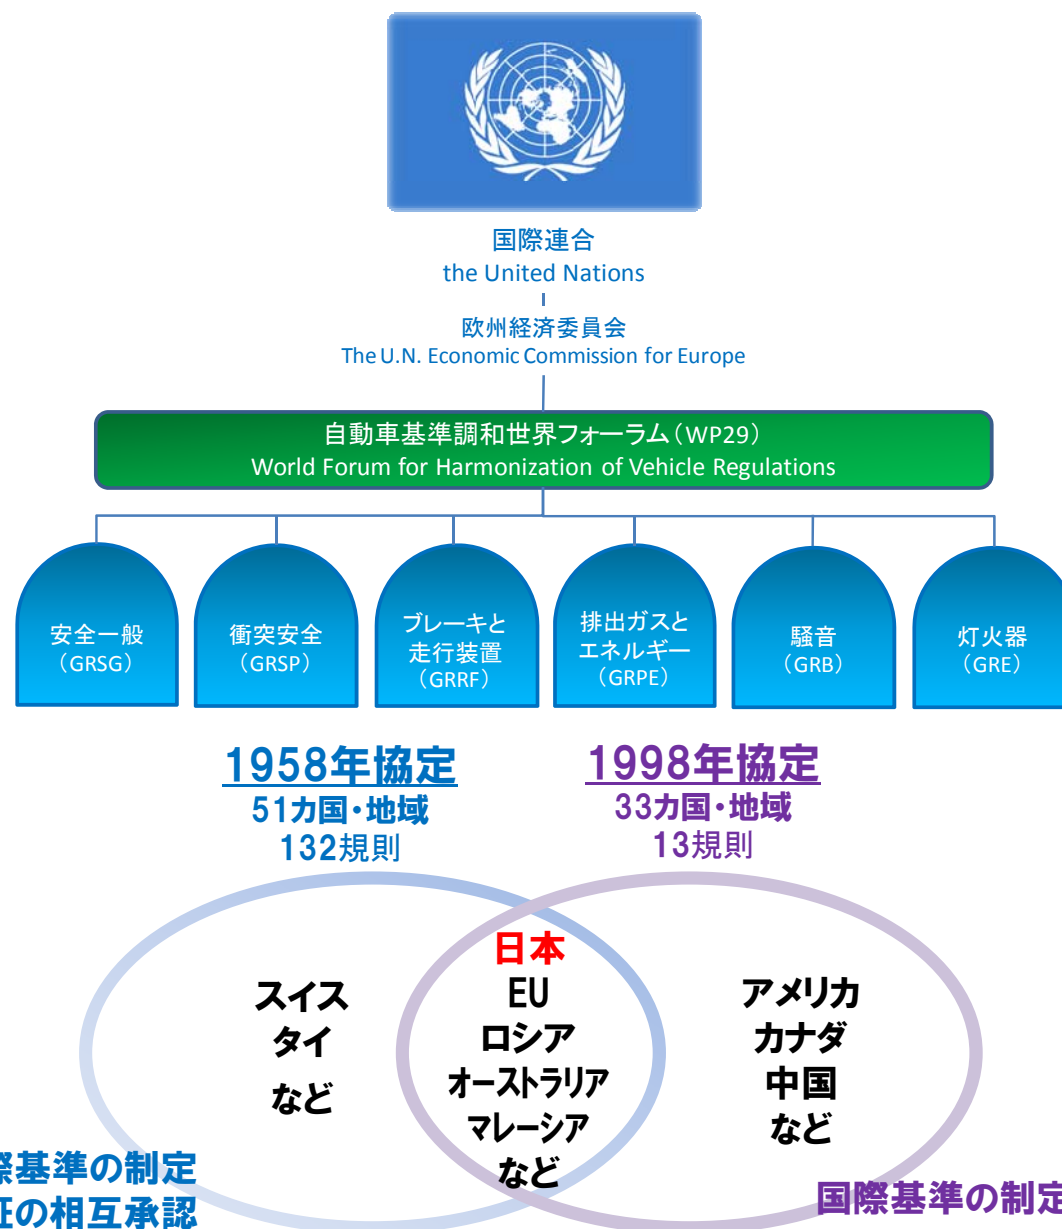 国際連合
the United Nations
欧州経済委員会
The U.N. Economic Commission for Europe
自動車基準調和世界フォーラム（WP29）
World Forum for Harmonization of Vehicle Regulations
安全一般
（GRSG）
衝突安全
（GRSP）
ブレーキと
走行装置
（GRRF）
排出ガスと
エネルギー
（GRPE）
騒音
（GRB）
灯火器
（GRE）
1958年協定
51カ国・地域
132規則
1998年協定
33カ国・地域
13規則
スイス
タイ
など
日本
EU
ロシア
オーストラリア
マレーシア
など
アメリカ
カナダ
中国
など
際基準の制定
証の相互承認
国際基準の制定